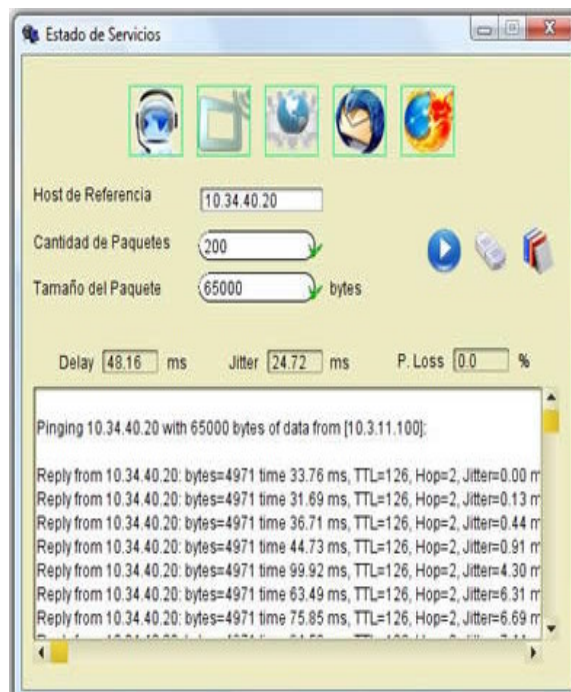 Estado de Servicios
Host de Referencia 10.34.40.20
Cantidad de Paquetes 200
Tamaño del Paquete 65000 bytes
Delay 48.16 ms Jitter 24.72 ms P. Loss 0.0 %
Pinging 10.34.40.20 with 65000 bytes of data from [10.3.11.100]:
Reply from 10.34.40.20: bytes=4971 time 33.76 ms, TTL=126, Hop=2, Jitter=0.00 m
Reply from 10.34.40.20: bytes=4971 time 31.69 ms, TTL=126, Hop=2, Jitter=0.13 m
Reply from 10.34.40.20: bytes=4971 time 36.71 ms, TTL=126, Hop=2, Jitter=0.44 m
Reply from 10.34.40.20: bytes=4971 time 44.73 ms, TTL=126, Hop=2, Jitter=0.91 m
Reply from 10.34.40.20: bytes=4971 time 99.92 ms, TTL=126, Hop=2, Jitter=4.30 m
Reply from 10.34.40.20: bytes=4971 time 63.49 ms, TTL=126, Hop=2, Jitter=6.31 m
Reply from 10.34.40.20: bytes=4971 time 75.85 ms, TTL=126, Hop=2, Jitter=6.69 m